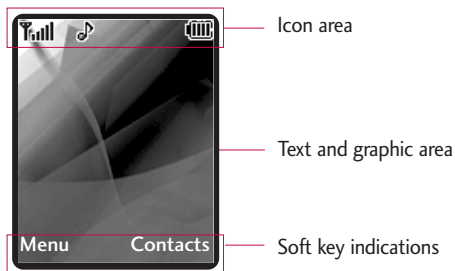 Icon area
Text and graphic area
Menu Contacts
Soft key indications